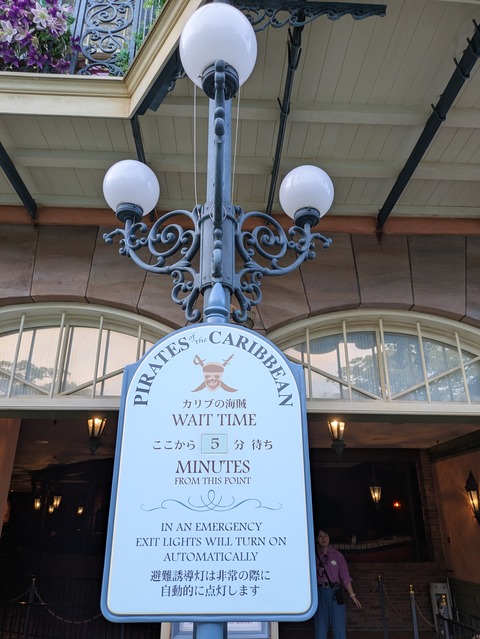 PIRATES of the CARIBBEAN
カリブの海賊
WAIT TIME
ここから 5 分 待ち
MINUTES
FROM THIS POINT
IN AN EMERGENCY
EXIT LIGHTS WILL TURN ON
AUTOMATICALLY
避難誘導灯は非常の際に
自動的に点灯します